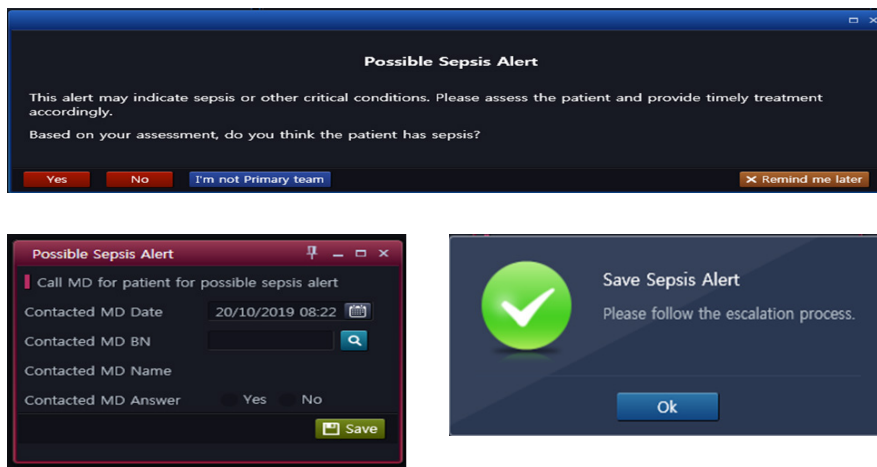 Possible Sepsis Alert
This alert may indicate sepsis or other critical conditions. Please assess the patient and provide timely treatment
accordingly.
Based on your assessment, do you think the patient has sepsis?
Yes No I'm not Primary team Remind me later
Possible Sepsis Alert
Call MD for patient for possible sepsis alert
Contacted MD Date 20/10/2019 08:22
Contacted MD BN
Contacted MD Name
Contacted MD Answer Yes No
Save
Save Sepsis Alert
Please follow the escalation process.
Ok